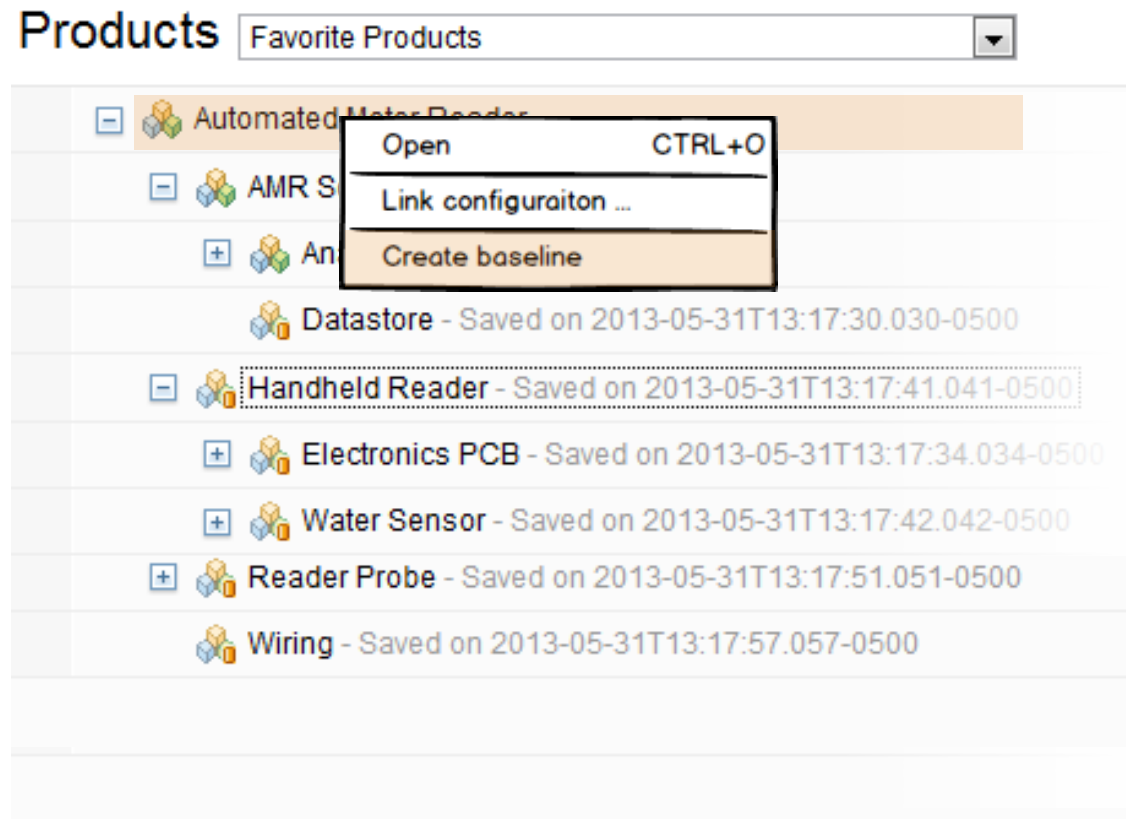 Products Favorite Products
Automated Meter Reader
Open CTRL+O
AMR S
Link configuraiton ...
An
Create baseline
Datastore - Saved on 2013-05-31T13:17:30.030-0500
Handheld Reader - Saved on 2013-05-31T13:17:41.041-0500
Electronics PCB - Saved on 2013-05-31T13:17:34.034-0500
Water Sensor - Saved on 2013-05-31T13:17:42.042-0500
Reader Probe - Saved on 2013-05-31T13:17:51.051-0500
Wiring - Saved on 2013-05-31T13:17:57.057-0500